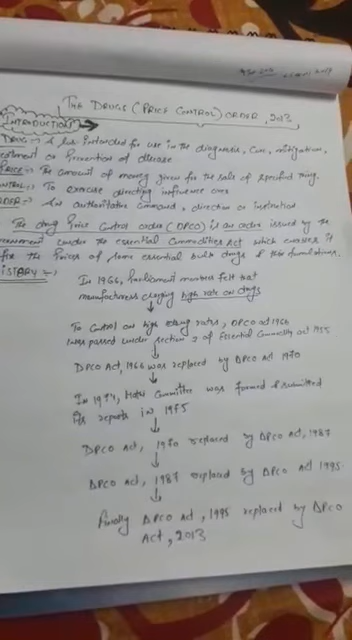 THE DRUGS (PRICE CONTROL) ORDER, 2013
INTRODUCTION
DRUG :- A sub. intended for use in the diagnosis, Cure, mitigation,
treatment or Prevention of disease
PRICE :- The amount of money given for the sale of specified thing.
CONTROL :- To exercise directing influence over
ORDER :- An authoritative Command, direction or instruction
The drug Price Control order (DPCO) is an order issued by the
government under the essential Commodities Act which enables it
fix the Prices of some essential bulk drugs & their formulations.
HISTARY :-
In 1966, Parliament members felt that
manufacturers charging high rate on drugs
↓
To Control on high rates, DPCO act 1966
was passed under section 3 of Essential Commodity act 1955
↓
DPCO Act, 1966 was replaced by DPCO Act 1970
↓
In 1974, Hathi Committee was formed & submitted
its reports in 1975
↓
DPCO Act, 1970 replaced by DPCO Act, 1987
↓
DPCO Act, 1987 replaced by DPCO Act 1995.
↓
finally DPCO Act, 1995 replaced by DPCO
Act, 2013